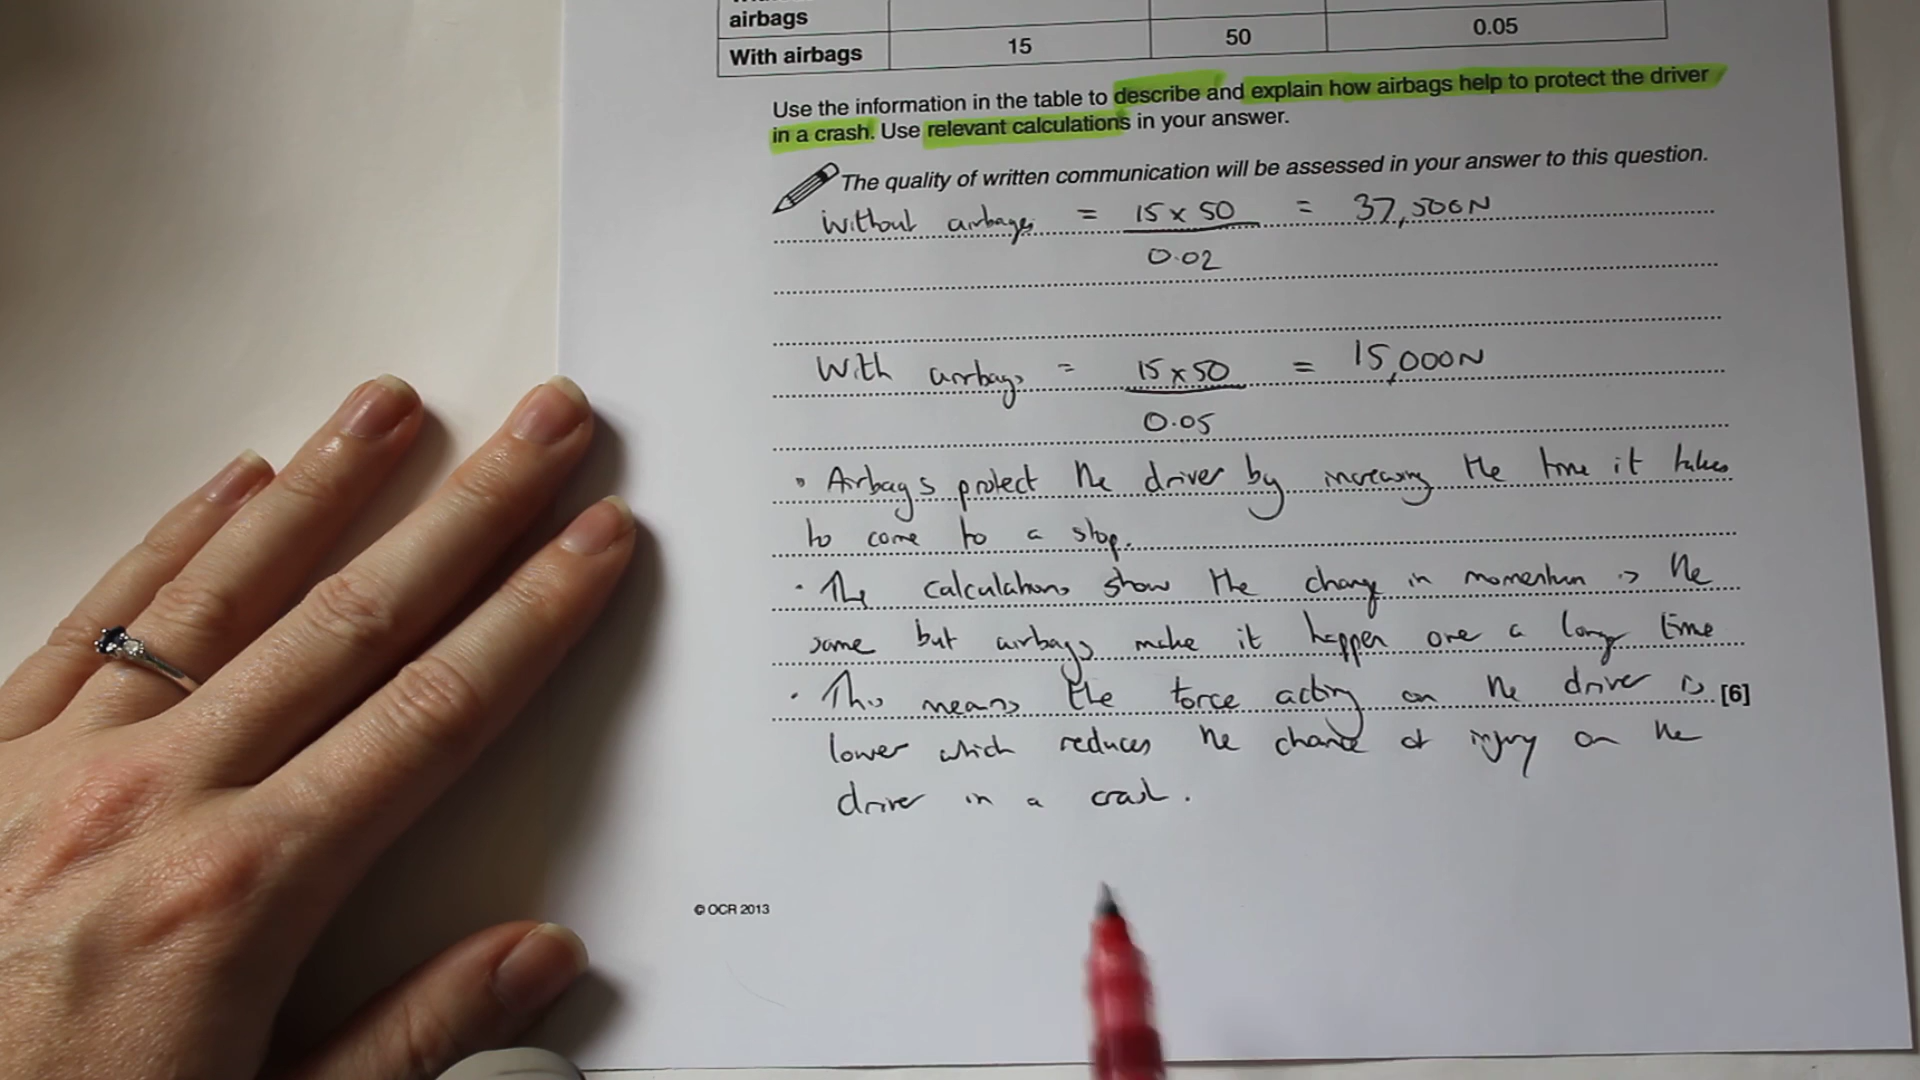 airbags
With airbags 15 50 0.05
Use the information in the table to describe and explain how airbags help to protect the driver
in a crash. Use relevant calculations in your answer.
The quality of written communication will be assessed in your answer to this question.
Without airbags = 15 x 50 = 37,500N
0.02
With airbags = 15 x 50 = 15,000N
0.05
• Airbags protect the driver by increasing the time it takes
to come to a stop.
• The calculations show the change in momentum is the
same but airbags make it happen over a longer time
• This means the force acting on the driver is [6]
lower which reduces the chance of injury on the
driver in a crash.
© OCR 2013